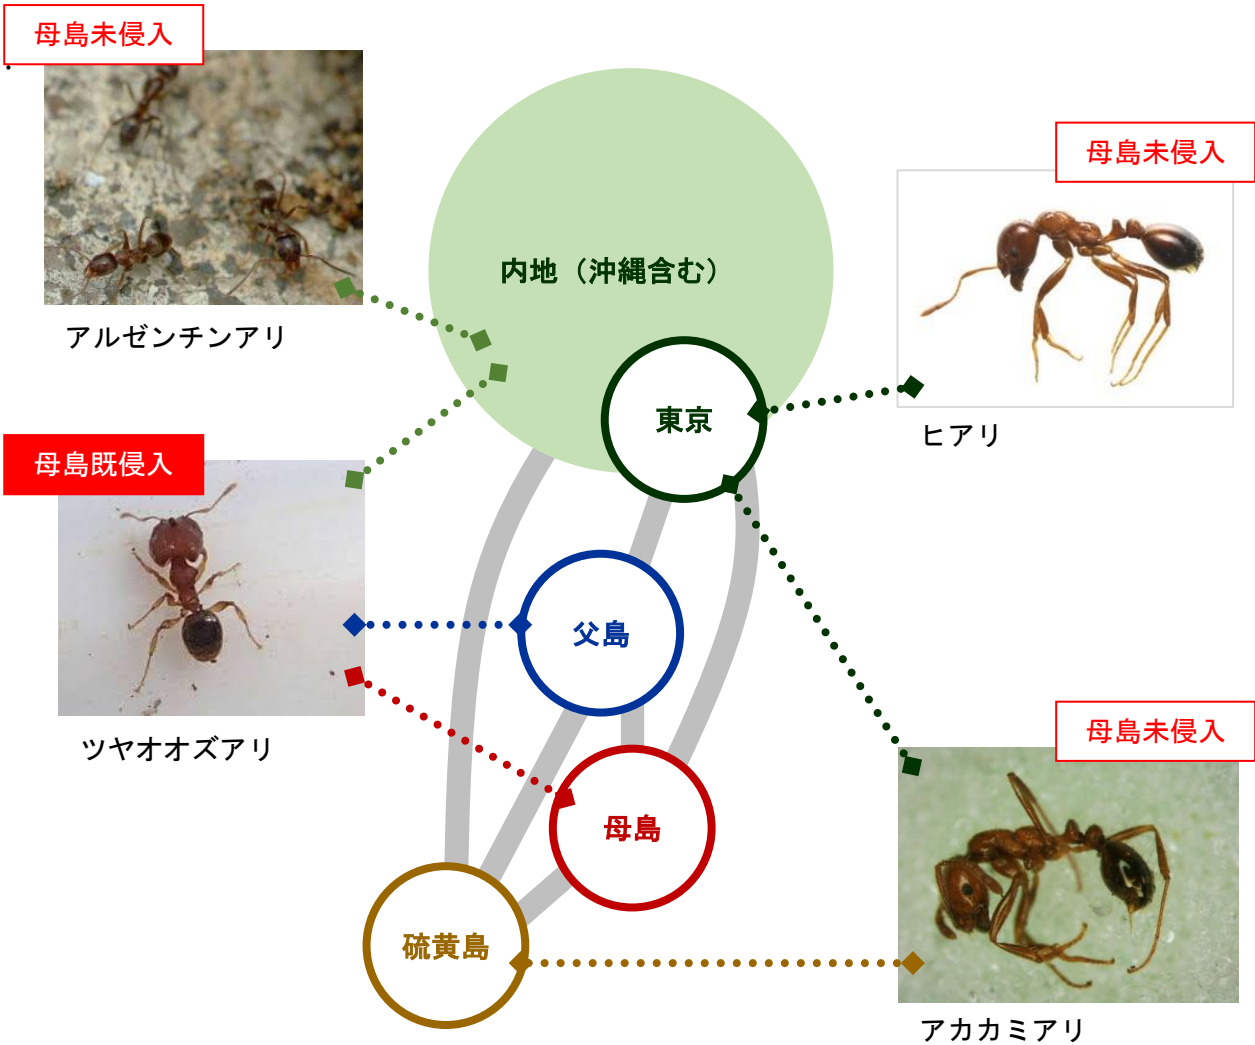 母島未侵入
アルゼンチンアリ
母島未侵入
ヒアリ
内地（沖縄含む）
東京
母島既侵入
ツヤオオズアリ
父島
母島
硫黄島
母島未侵入
アカカミアリ